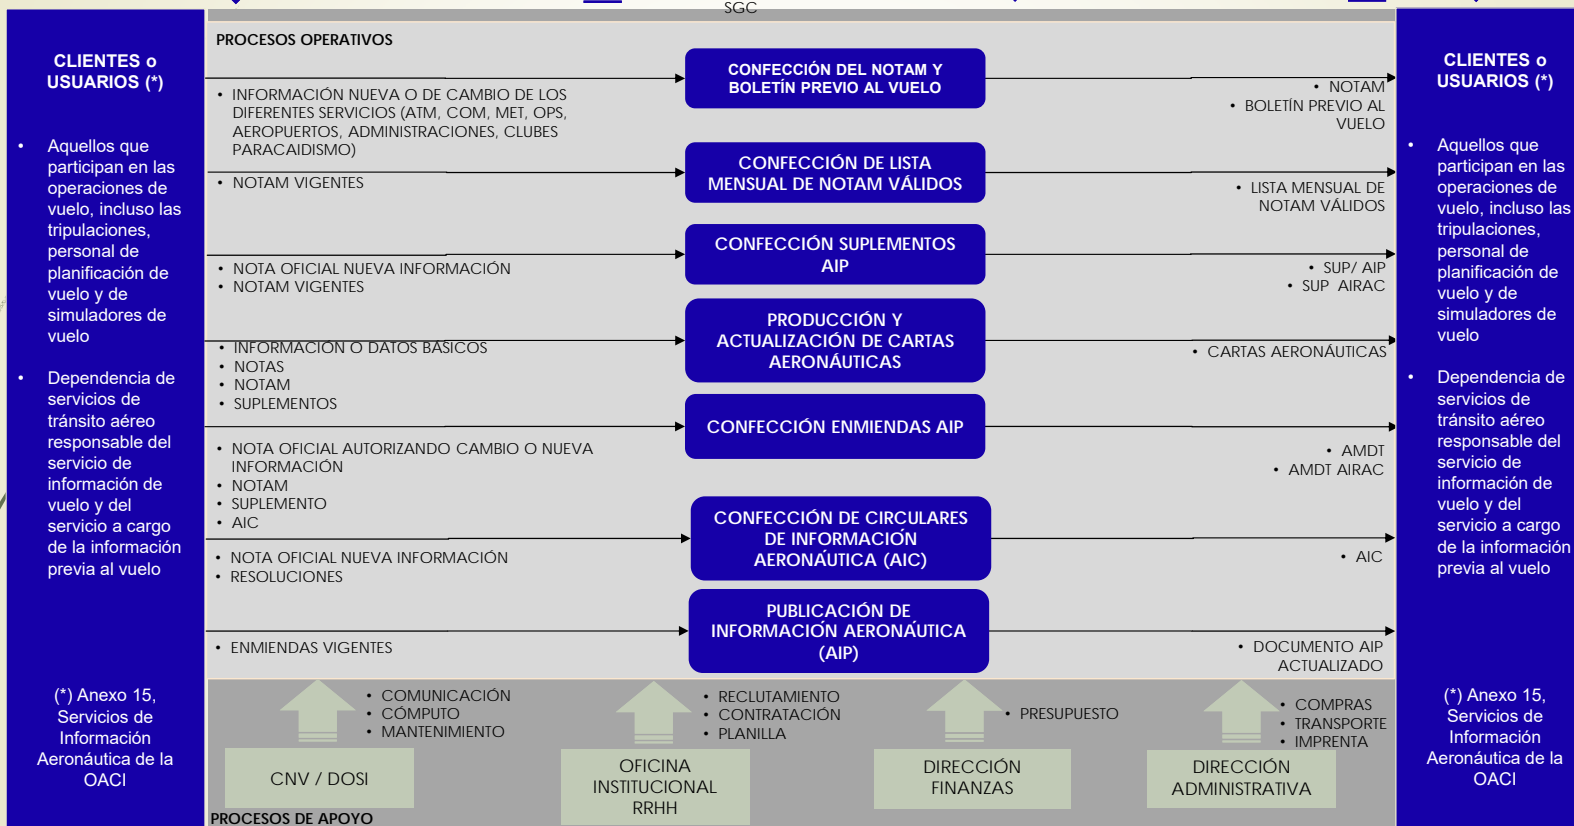 SGC
CLIENTES o
USUARIOS (*)
• Aquellos que
participan en las
operaciones de
vuelo, incluso las
tripulaciones,
personal de
planificación de
vuelo y de
simuladores de
vuelo
• Dependencia de
servicios de
tránsito aéreo
responsable del
servicio de
información de
vuelo y del
servicio a cargo
de la información
previa al vuelo
(*) Anexo 15,
Servicios de
Información
Aeronáutica de la
OACI
PROCESOS OPERATIVOS
• INFORMACIÓN NUEVA O DE CAMBIO DE LOS
DIFERENTES SERVICIOS (ATM, COM, MET, OPS,
AEROPUERTOS, ADMINISTRACIONES, CLUBES
PARACAIDISMO)
CONFECCIÓN DEL NOTAM Y
BOLETÍN PREVIO AL VUELO
• NOTAM
• BOLETÍN PREVIO AL
VUELO
• NOTAM VIGENTES
CONFECCIÓN DE LISTA
MENSUAL DE NOTAM VÁLIDOS
• LISTA MENSUAL DE
NOTAM VÁLIDOS
• NOTA OFICIAL NUEVA INFORMACIÓN
• NOTAM VIGENTES
CONFECCIÓN SUPLEMENTOS
AIP
• SUP/ AIP
• SUP AIRAC
• INFORMACIÓN O DATOS BÁSICOS
• NOTAS
• NOTAM
• SUPLEMENTOS
PRODUCCIÓN Y
ACTUALIZACIÓN DE CARTAS
AERONÁUTICAS
• CARTAS AERONÁUTICAS
• NOTA OFICIAL AUTORIZANDO CAMBIO O NUEVA
INFORMACIÓN
• NOTAM
• SUPLEMENTO
• AIC
CONFECCIÓN ENMIENDAS AIP
• AMDT
• AMDT AIRAC
• NOTA OFICIAL NUEVA INFORMACIÓN
• RESOLUCIONES
CONFECCIÓN DE CIRCULARES
DE INFORMACIÓN
AERONÁUTICA (AIC)
• AIC
• ENMIENDAS VIGENTES
PUBLICACIÓN DE
INFORMACIÓN AERONAÚTICA
(AIP)
• DOCUMENTO AIP
ACTUALIZADO
• COMUNICACIÓN
• CÓMPUTO
• MANTENIMIENTO
CNV / DOSI
• RECLUTAMIENTO
• CONTRATACIÓN
• PLANILLA
OFICINA
INSTITUCIONAL
RRHH
• PRESUPUESTO
DIRECCIÓN
FINANZAS
• COMPRAS
• TRANSPORTE
• IMPRENTA
DIRECCIÓN
ADMINISTRATIVA
PROCESOS DE APOYO
CLIENTES o
USUARIOS (*)
• Aquellos que
participan en las
operaciones de
vuelo, incluso las
tripulaciones,
personal de
planificación de
vuelo y de
simuladores de
vuelo
• Dependencia de
servicios de
tránsito aéreo
responsable del
servicio de
información de
vuelo y del
servicio a cargo
de la información
previa al vuelo
(*) Anexo 15,
Servicios de
Información
Aeronáutica de la
OACI